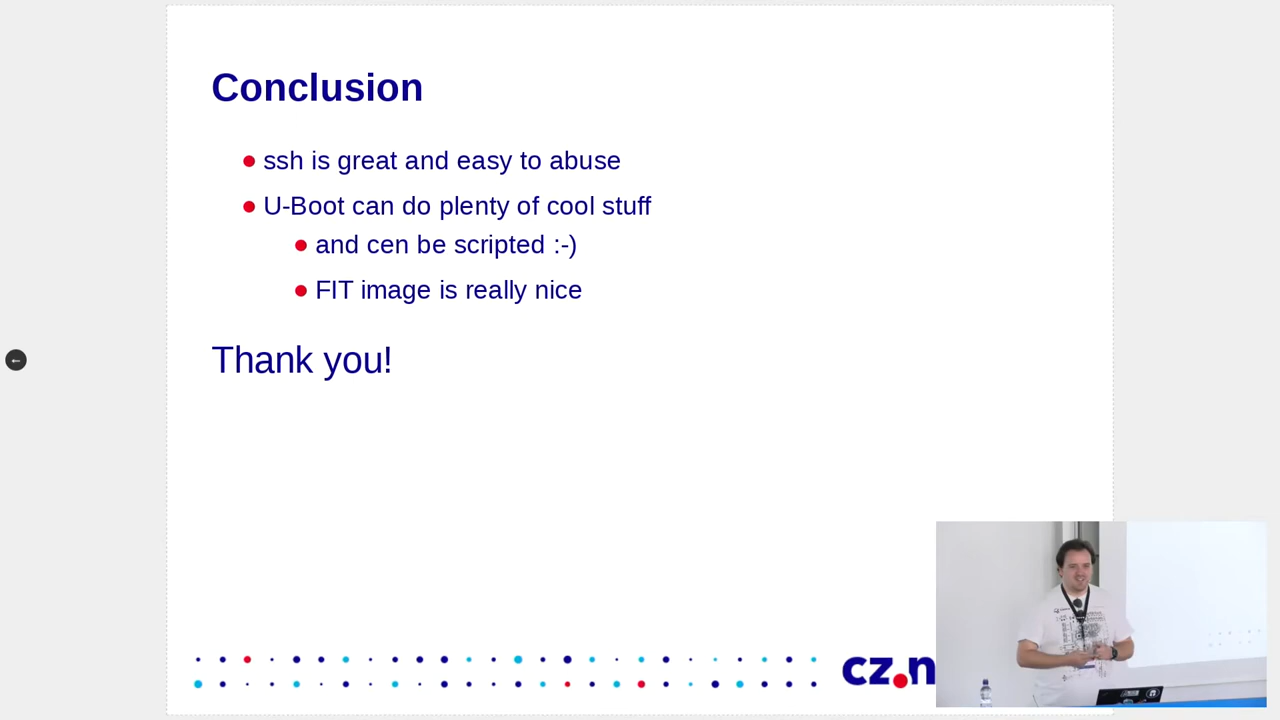 Conclusion
ssh is great and easy to abuse
U-Boot can do plenty of cool stuff
and cen be scripted :-)
FIT image is really nice
Thank you!
cz.n